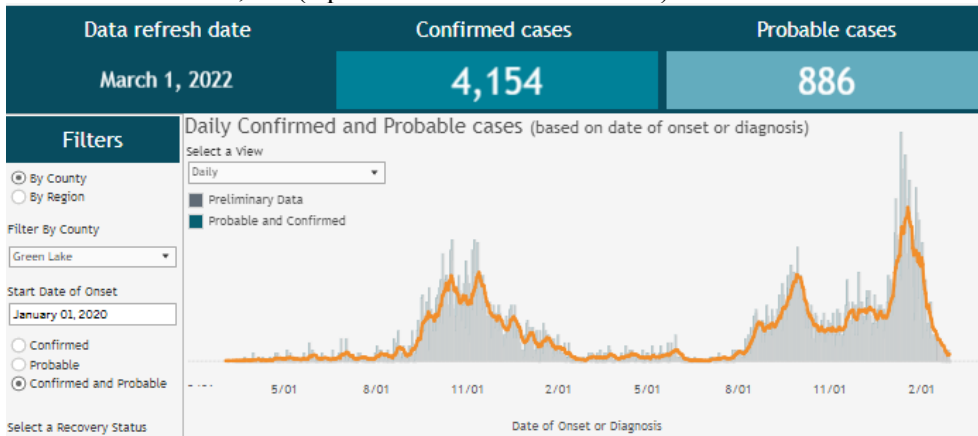 Data refresh date
March 1, 2022
Confirmed cases
4,154
Probable cases
886
Filters
By County
By Region
Filter By County
Green Lake
Start Date of Onset
January 01, 2020
Confirmed
Probable
Confirmed and Probable
Select a Recovery Status
Daily Confirmed and Probable cases (based on date of onset or diagnosis)
Select a View
Daily
Preliminary Data
Probable and Confirmed
5/01 8/01 11/01 2/01 5/01 8/01 11/01 2/01
Date of Onset or Diagnosis